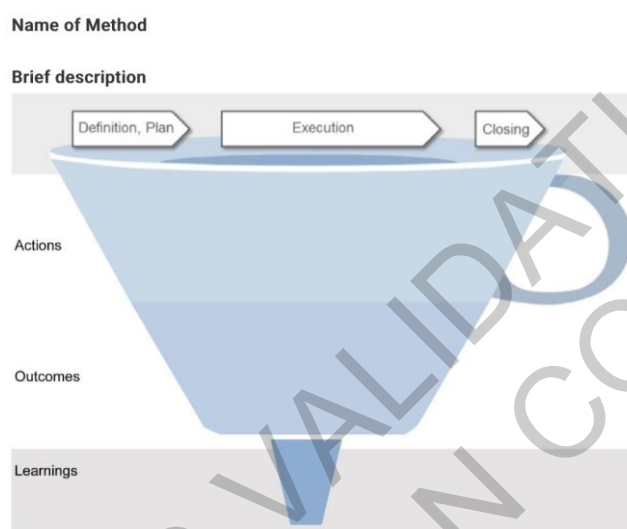 Name of Method
Brief description
Definition, Plan
Execution
Closing
Actions
Outcomes
Learnings